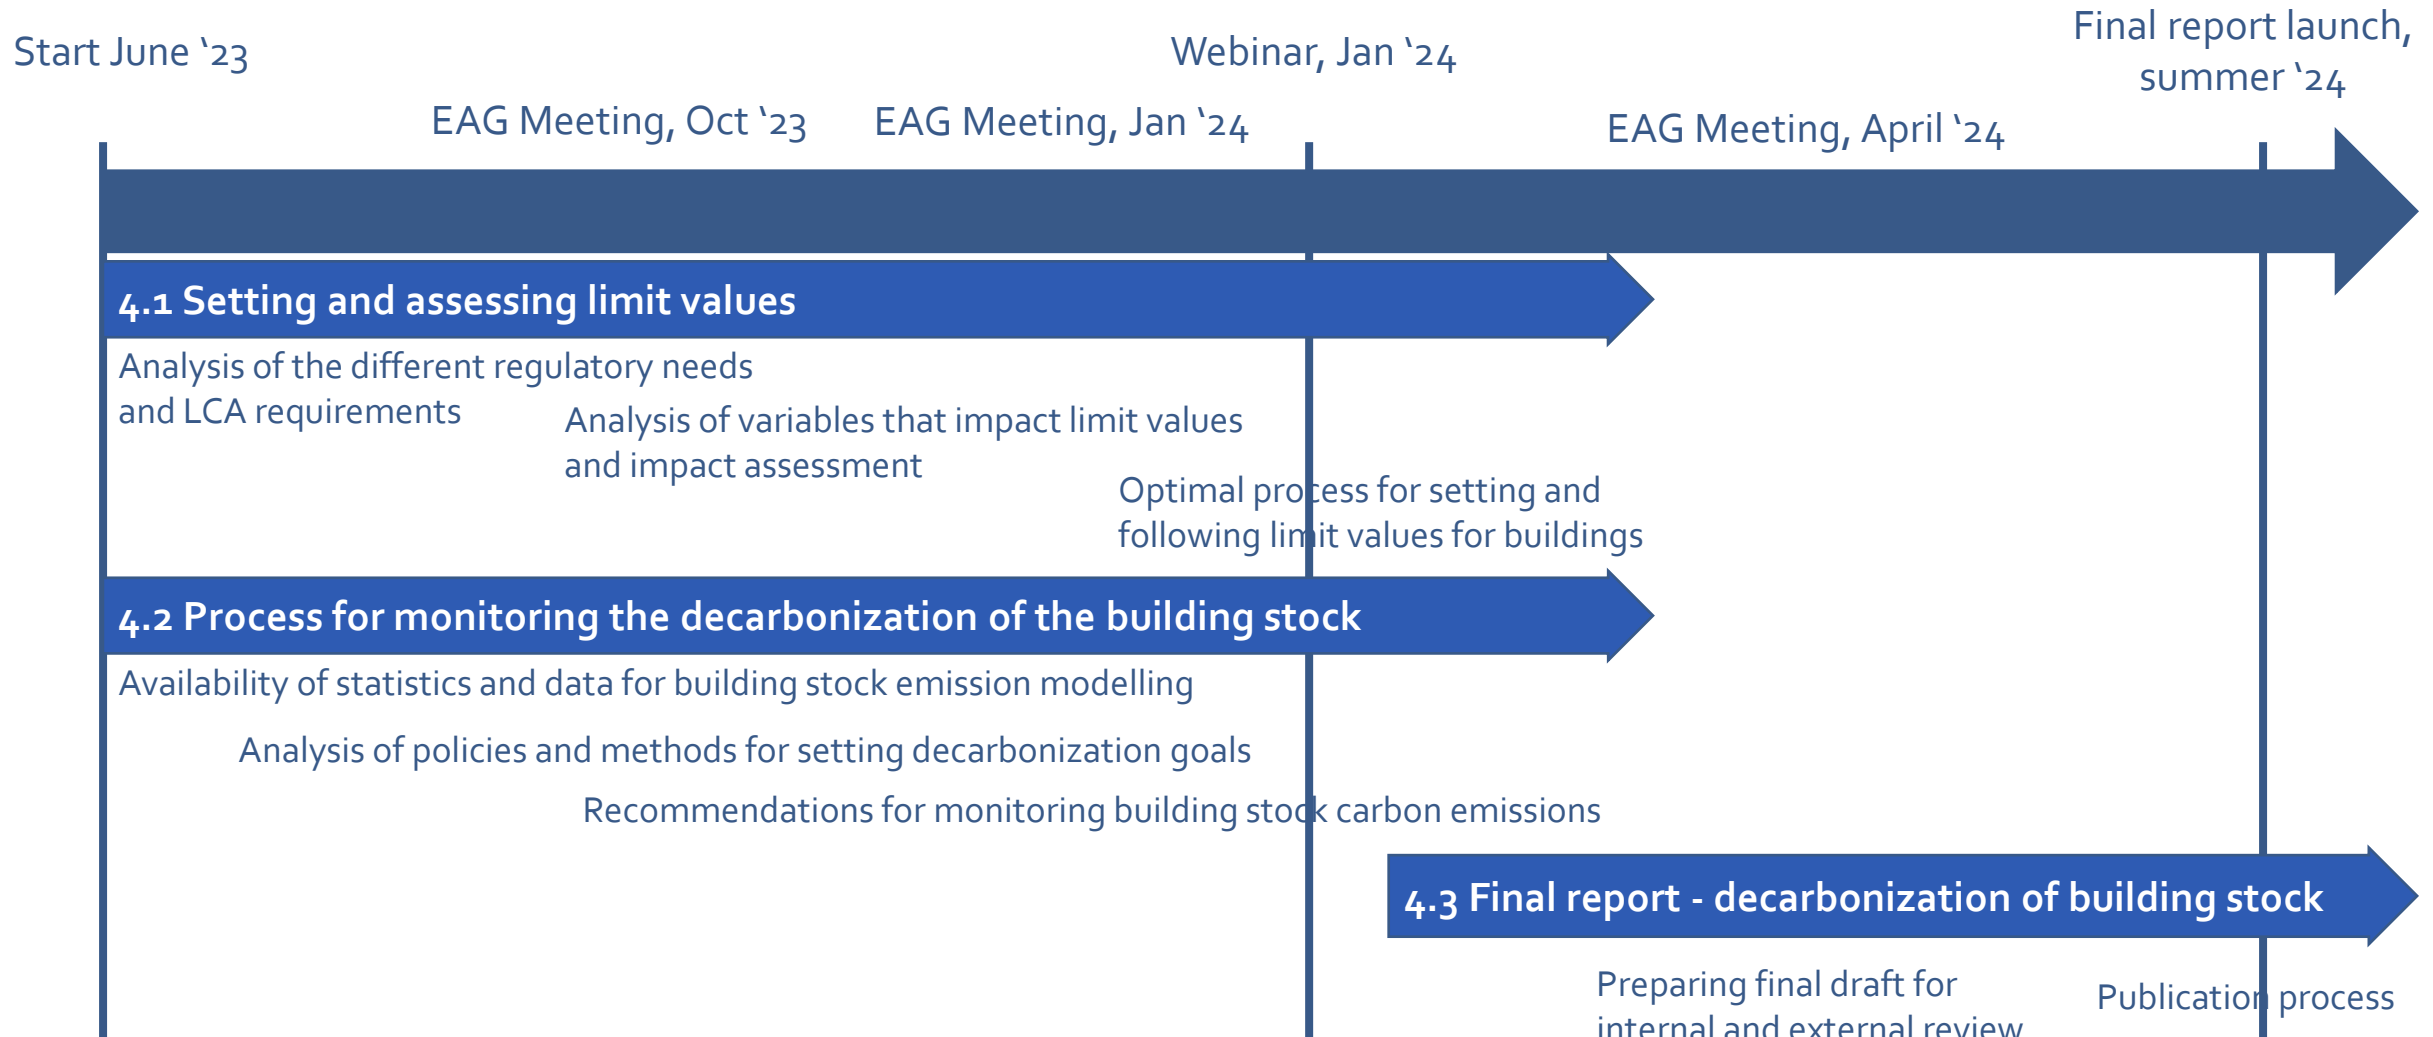 Start June ‘23
Webinar, Jan ‘24
Final report launch,
summer ‘24
EAG Meeting, Oct ‘23
EAG Meeting, Jan ‘24
EAG Meeting, April ‘24
4.1 Setting and assessing limit values
Analysis of the different regulatory needs
and LCA requirements
Analysis of variables that impact limit values
and impact assessment
Optimal process for setting and
following limit values for buildings
4.2 Process for monitoring the decarbonization of the building stock
Availability of statistics and data for building stock emission modelling
Analysis of policies and methods for setting decarbonization goals
Recommendations for monitoring building stock carbon emissions
4.3 Final report - decarbonization of building stock
Preparing final draft for
internal and external review
Publication process